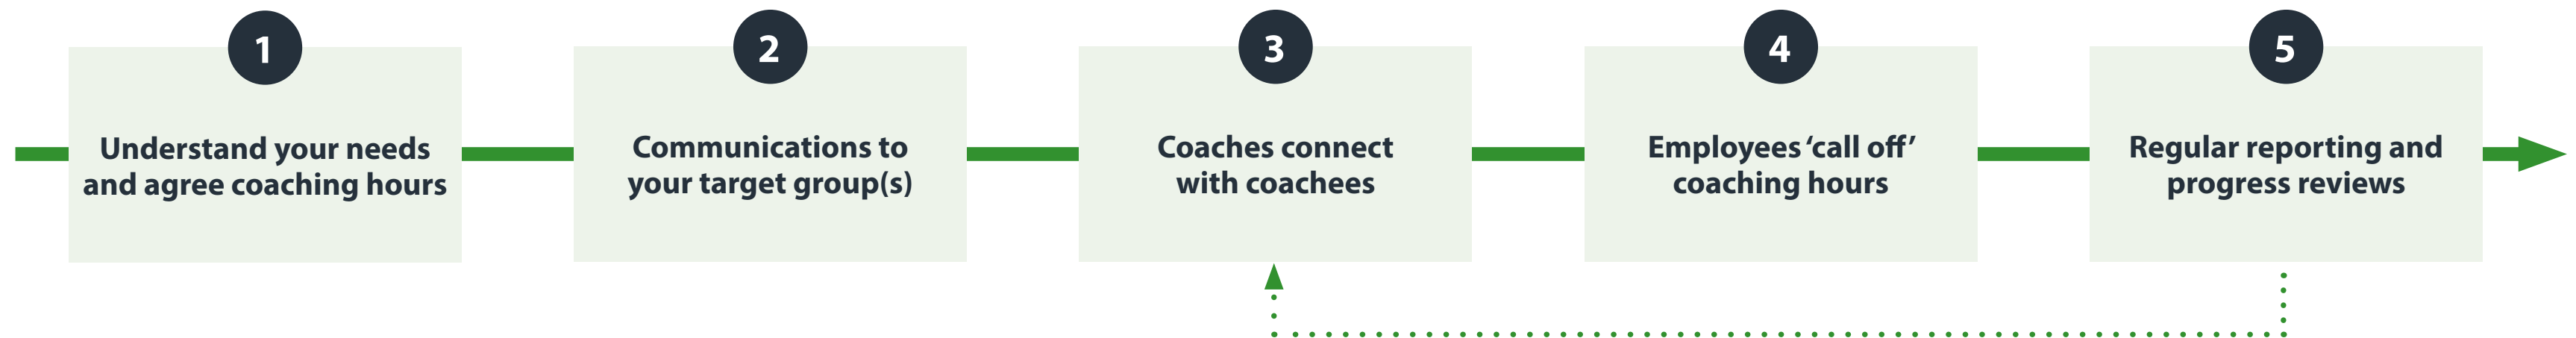 1
Understand your needs
and agree coaching hours
2
Communications to
your target group(s)
3
Coaches connect
with coachees
4
Employees ‘call off’
coaching hours
5
Regular reporting and
progress reviews